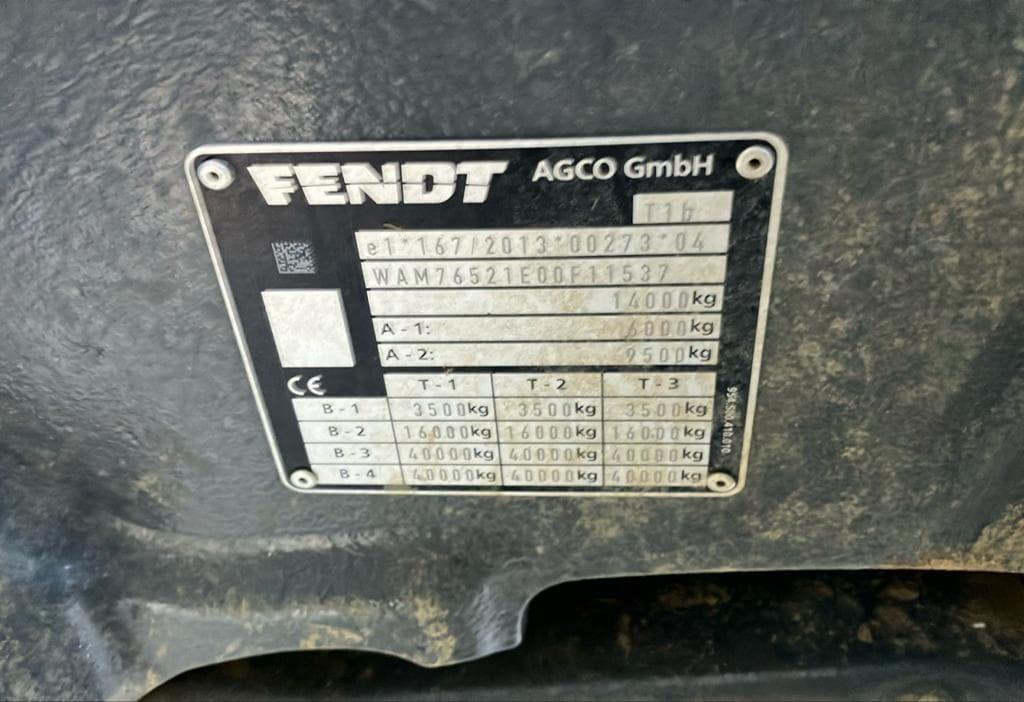 FENDT AGCO GmbH
T1b
e1*167/2013*00273*04
WAM76521E00F11537
14000kg
A-1: 6000kg
A-2: 9500kg
CE T-1 T-2 T-3
B-1 3500kg 3500kg 3500kg
B-2 16000kg 16000kg 16000kg
B-3 40000kg 40000kg 40000kg
B-4 40000kg 40000kg 40000kg